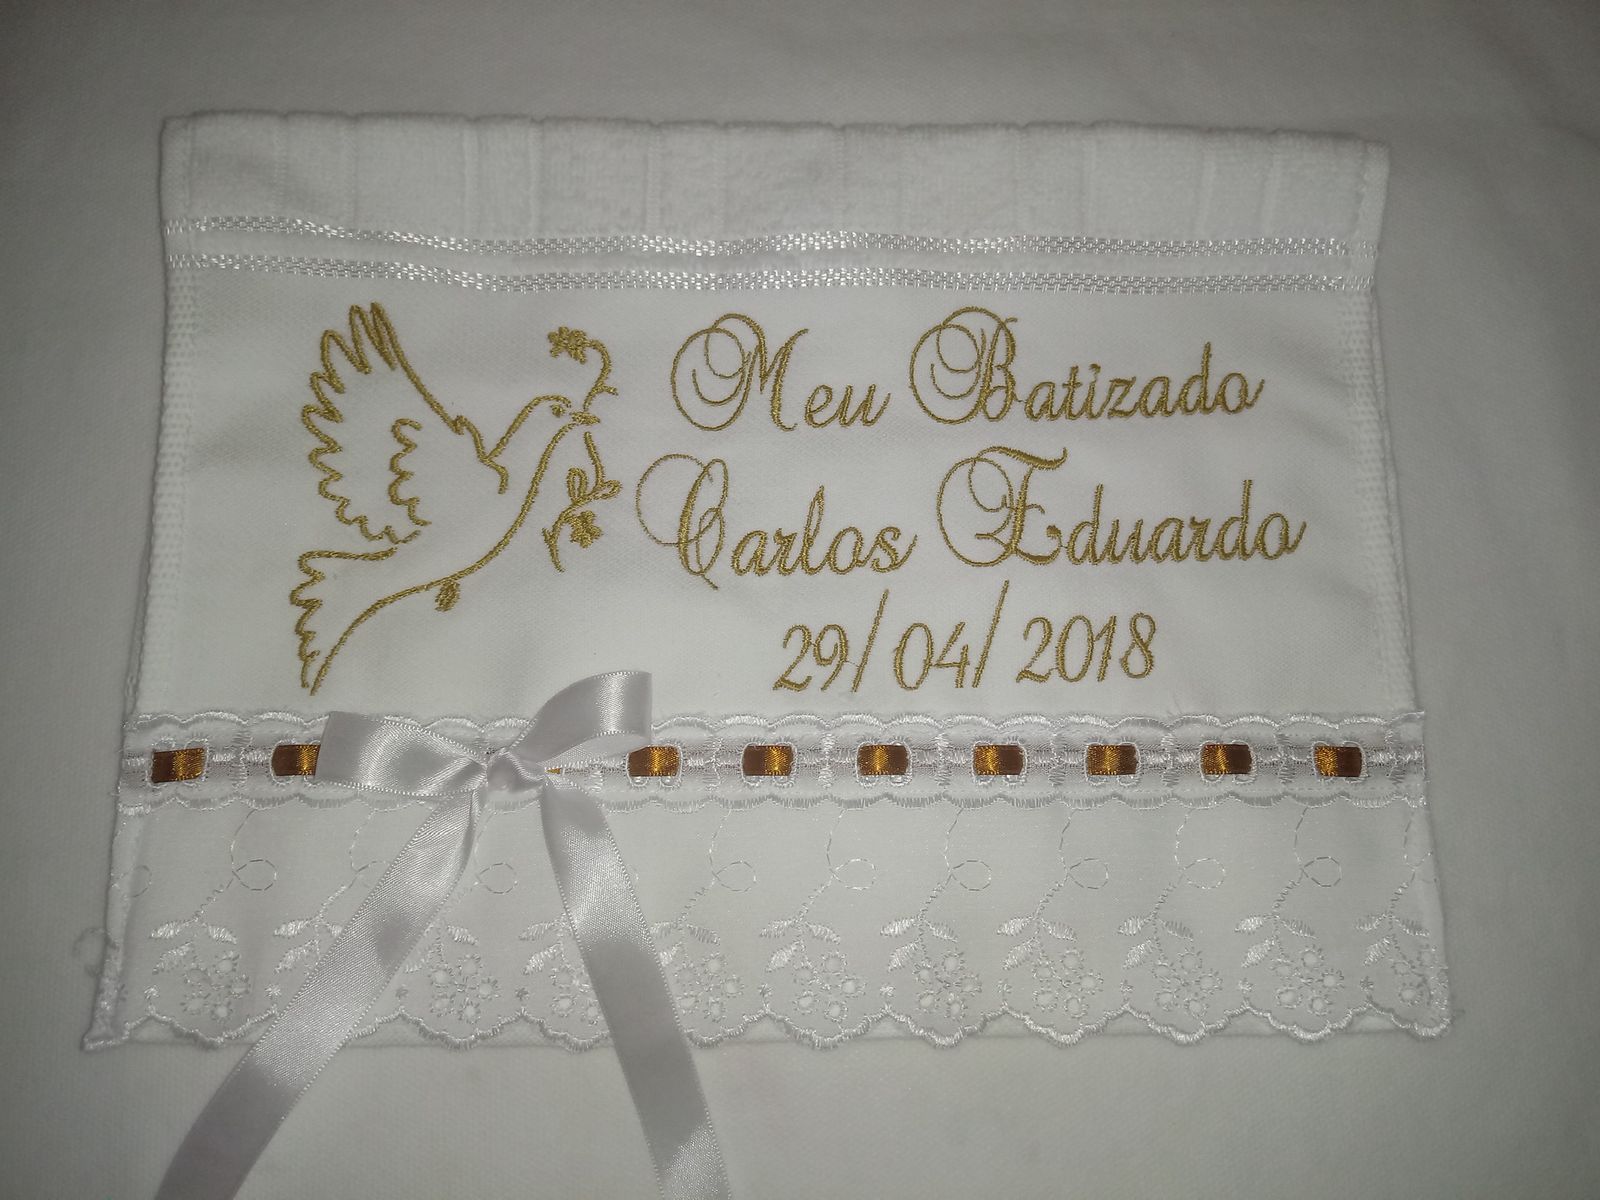 Meu Batizado
Carlos Eduardo
29/04/2018